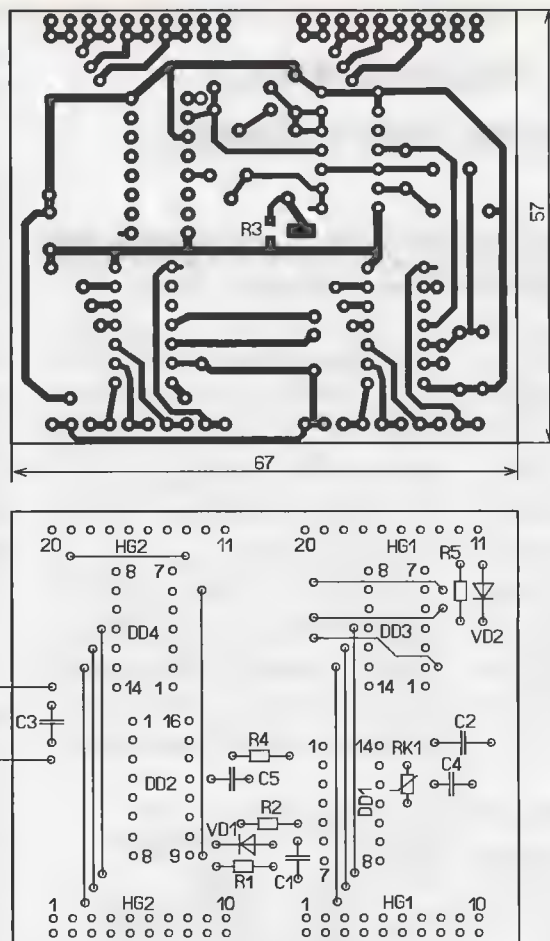 R3
57
67
20 HG2 11 20 HG1 11
R5
8 7 8 7
DD4 DD3 VD2
14 1 14 1
C3
1 16 1 14 RK1 C2
R4
DD2 C5 DD1 C4
R2
VD1
8 9 R1 C1 7 8
1 HG2 10 1 HG1 10